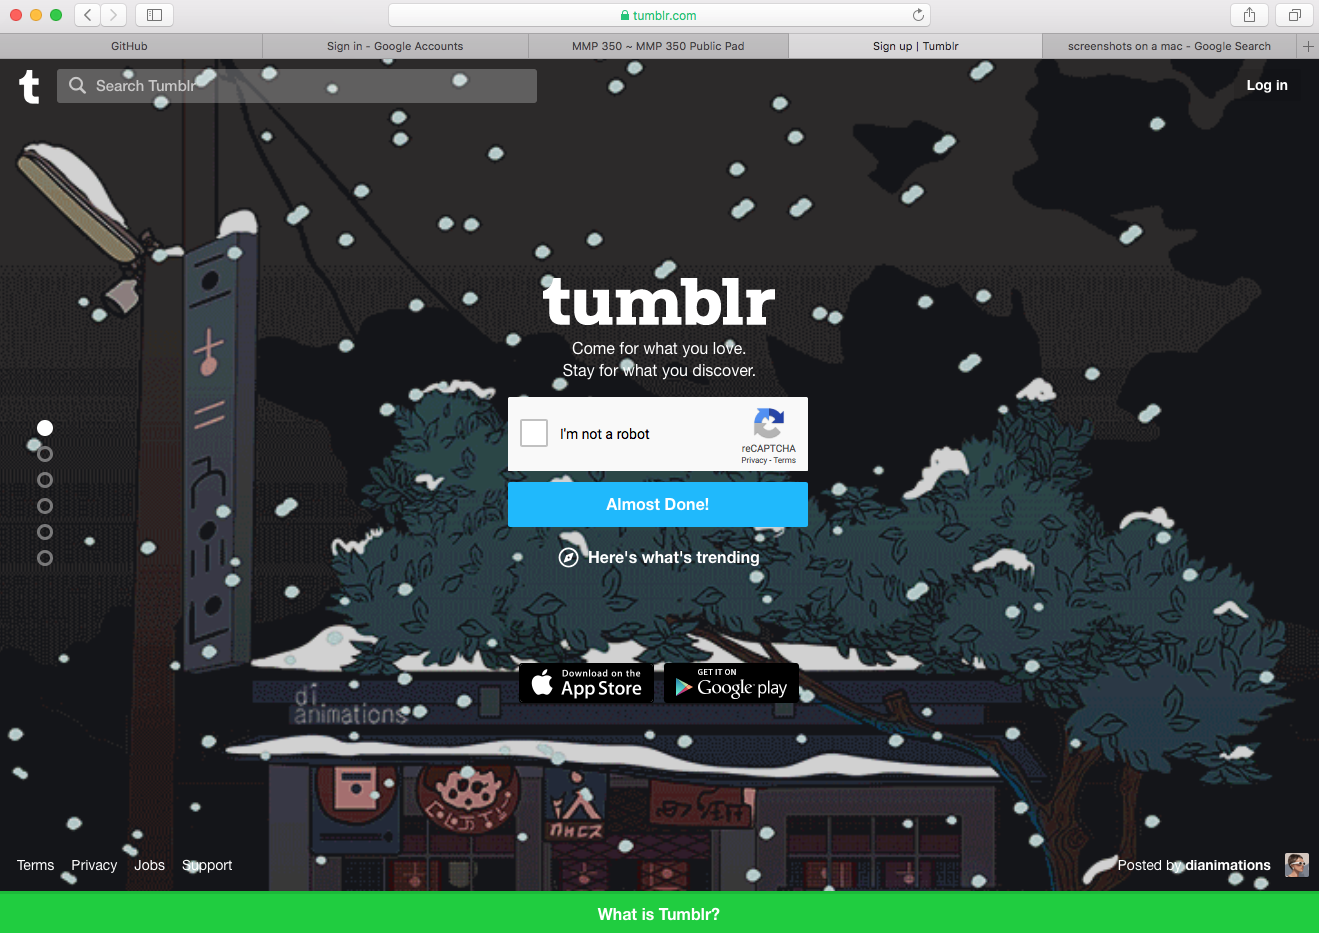 tumblr.com
GitHub
Sign in - Google Accounts
MMP 350 ~ MMP 350 Public Pad
Sign up | Tumblr
screenshots on a mac - Google Search
t
Search Tumblr
Log in
tumblr
Come for what you love.
Stay for what you discover.
I'm not a robot
reCAPTCHA
Privacy - Terms
Almost Done!
Here's what's trending
Download on the
App Store
GET IT ON
Google play
di
animations
Terms
Privacy
Jobs
Support
Posted by dianimations
What is Tumblr?